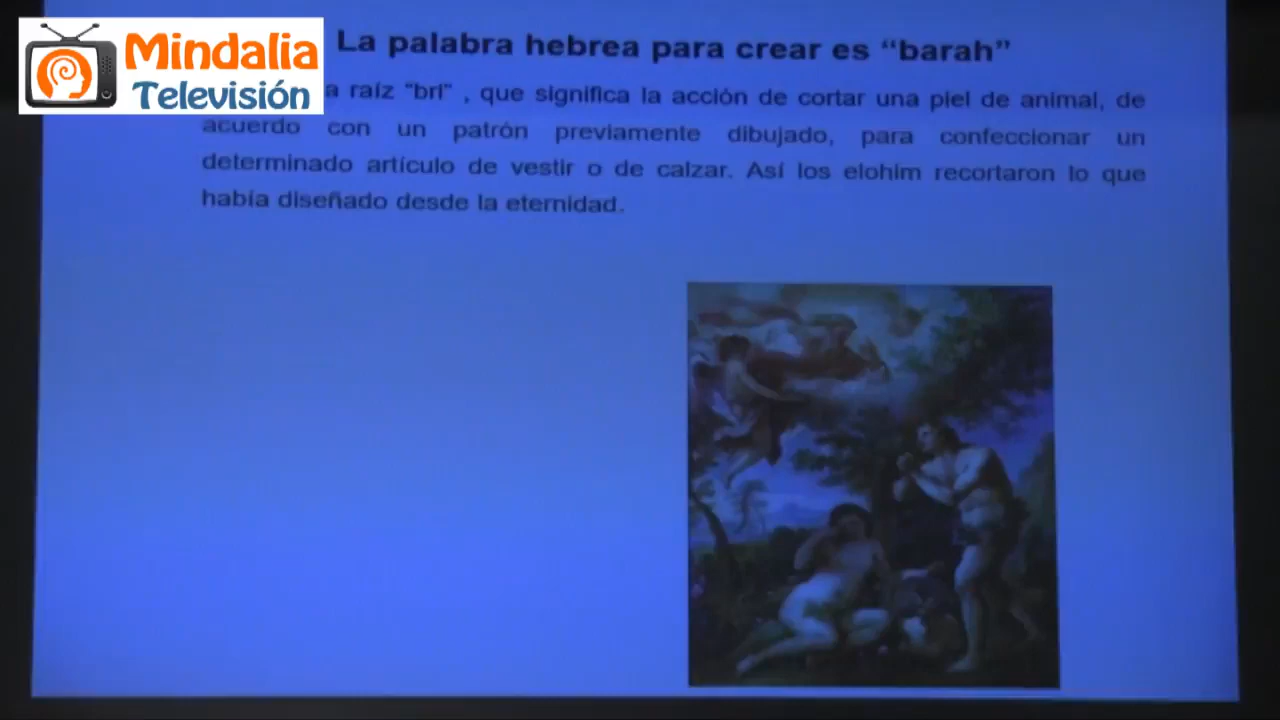 Mindalia
Televisión
La palabra hebrea para crear es “barah”
raíz "bri" , que significa la acción de cortar una piel de animal, de
acuerdo con un patrón previamente dibujado, para confeccionar un
determinado artículo de vestir o de calzar. Así los elohim recortaron lo que
había diseñado desde la eternidad.